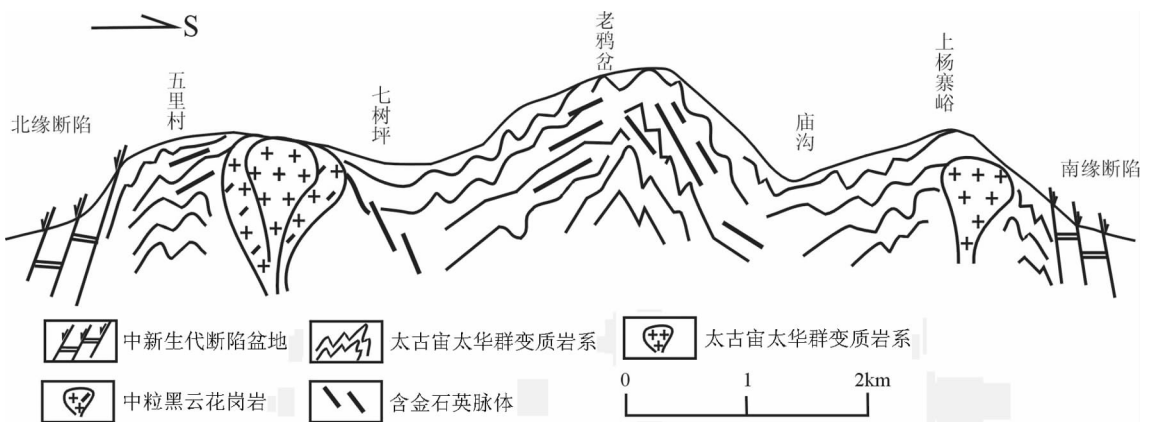 S
北缘断陷
五里村
七树坪
老鸦岔
庙沟
上杨寨峪
南缘断陷
中新生代断陷盆地
太古宙太华群变质岩系
太古宙太华群变质岩系
中粒黑云花岗岩
含金石英脉体
0 1 2km